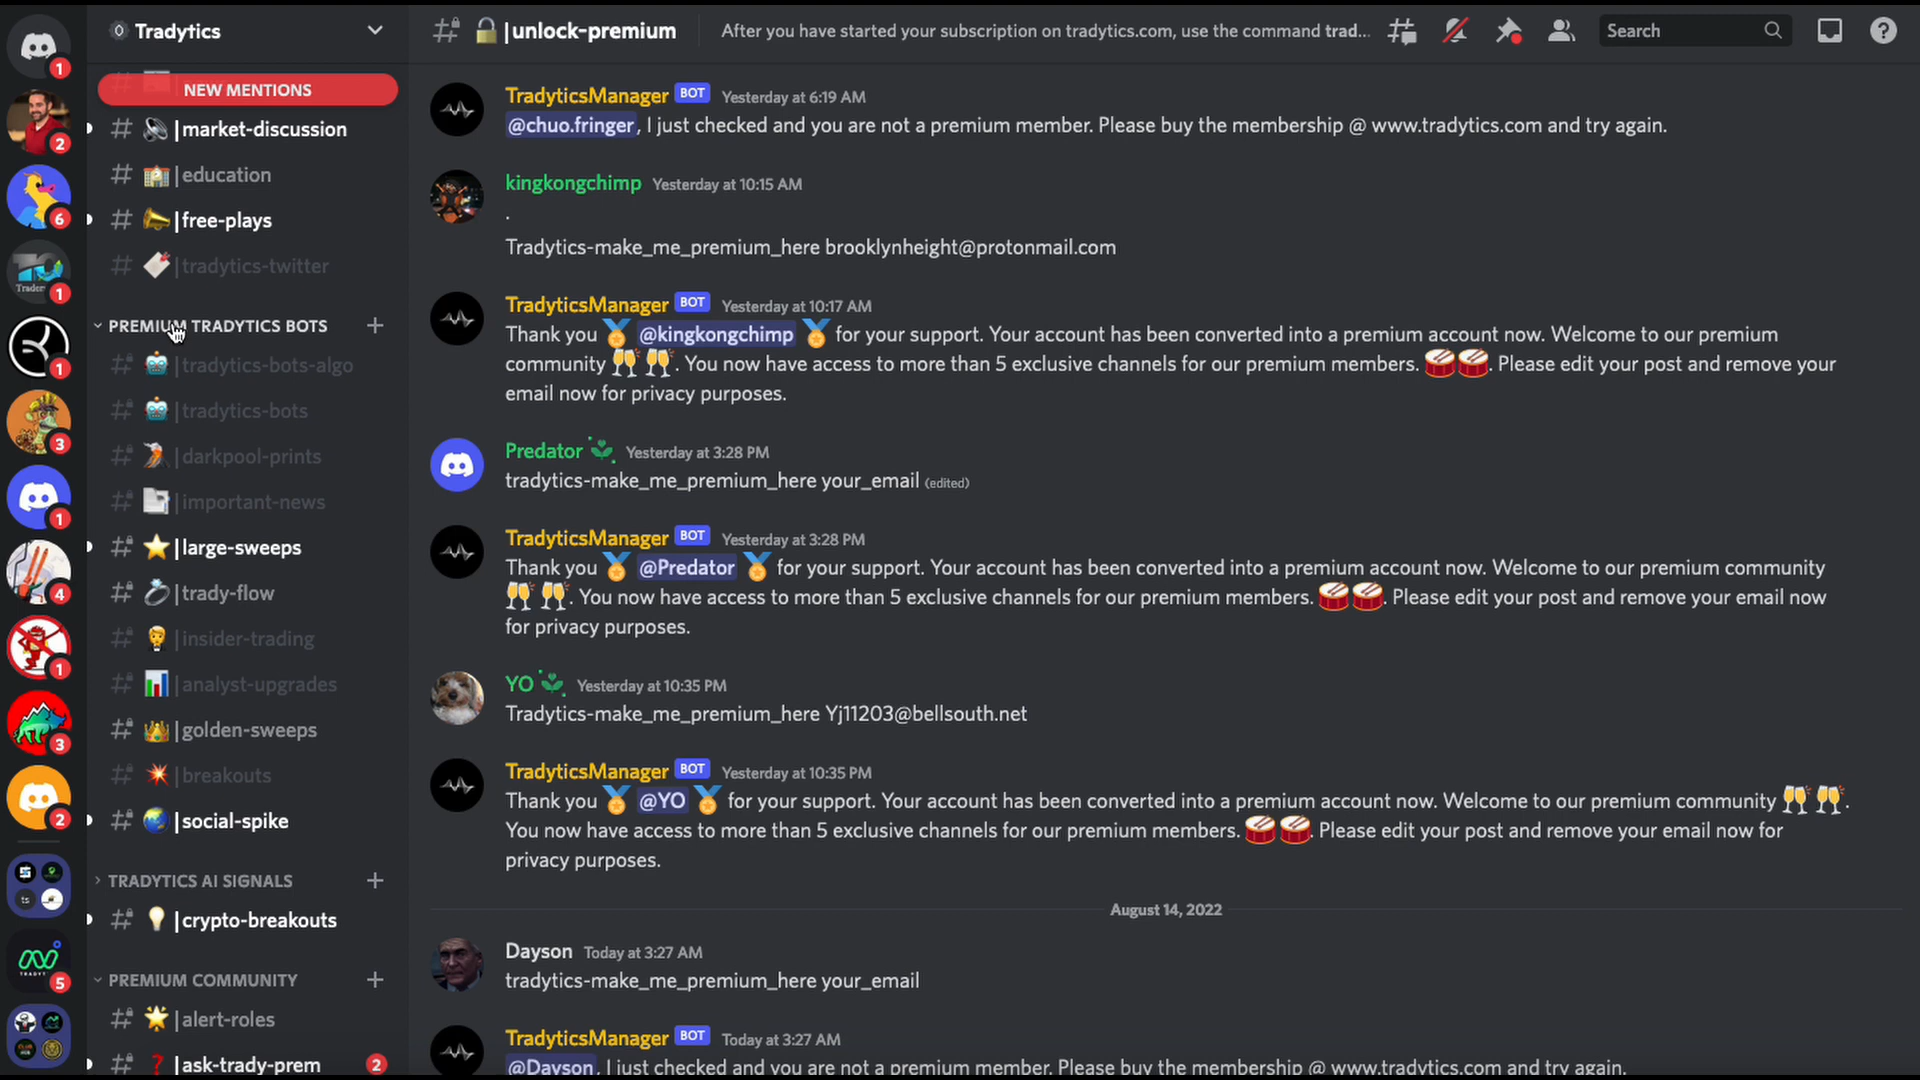 Tradytics
NEW MENTIONS
|market-discussion
|education
|free-plays
|tradytics-twitter
PREMIUM TRADYTICS BOTS
|tradytics-bots-algo
|tradytics-bots
|darkpool-prints
|important-news
|large-sweeps
|trady-flow
|insider-trading
|analyst-upgrades
|golden-sweeps
|breakouts
|social-spike
TRADYTICS AI SIGNALS
|crypto-breakouts
PREMIUM COMMUNITY
|alert-roles
|ask-trady-prem 2
1
2
6
1
1
3
1
4
1
3
2
5
|unlock-premium After you have started your subscription on tradytics.com, use the command trad... Search
TradyticsManager BOT Yesterday at 6:19 AM
@chuo.fringer, I just checked and you are not a premium member. Please buy the membership @ www.tradytics.com and try again.
kingkongchimp Yesterday at 10:15 AM
.
Tradytics-make_me_premium_here brooklynheight@protonmail.com
TradyticsManager BOT Yesterday at 10:17 AM
Thank you 🏅 @kingkongchimp 🏅 for your support. Your account has been converted into a premium account now. Welcome to our premium
community 🥂 🥂. You now have access to more than 5 exclusive channels for our premium members. 🥁🥁. Please edit your post and remove your
email now for privacy purposes.
Predator Yesterday at 3:28 PM
tradytics-make_me_premium_here your_email (edited)
TradyticsManager BOT Yesterday at 3:28 PM
Thank you 🏅 @Predator 🏅 for your support. Your account has been converted into a premium account now. Welcome to our premium community
🥂 🥂. You now have access to more than 5 exclusive channels for our premium members. 🥁🥁. Please edit your post and remove your email now
for privacy purposes.
YO Yesterday at 10:35 PM
Tradytics-make_me_premium_here Yj11203@bellsouth.net
TradyticsManager BOT Yesterday at 10:35 PM
Thank you 🏅 @YO 🏅 for your support. Your account has been converted into a premium account now. Welcome to our premium community 🥂 🥂.
You now have access to more than 5 exclusive channels for our premium members. 🥁🥁. Please edit your post and remove your email now for
privacy purposes.
August 14, 2022
Dayson Today at 3:27 AM
tradytics-make_me_premium_here your_email
TradyticsManager BOT Today at 3:27 AM
@Dayson, I just checked and you are not a premium member. Please buy the membership @ www.tradytics.com and try again.